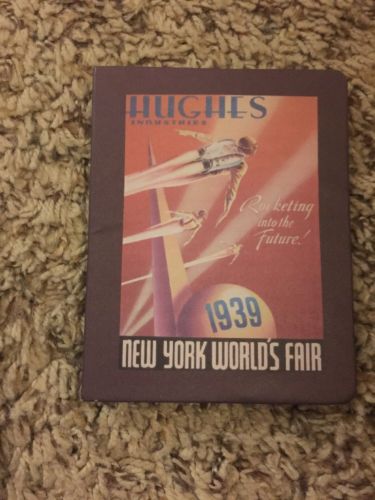 HUGHES
INDUSTRIES
Rocketing
into the
future!
1939
NEW YORK WORLD'S FAIR